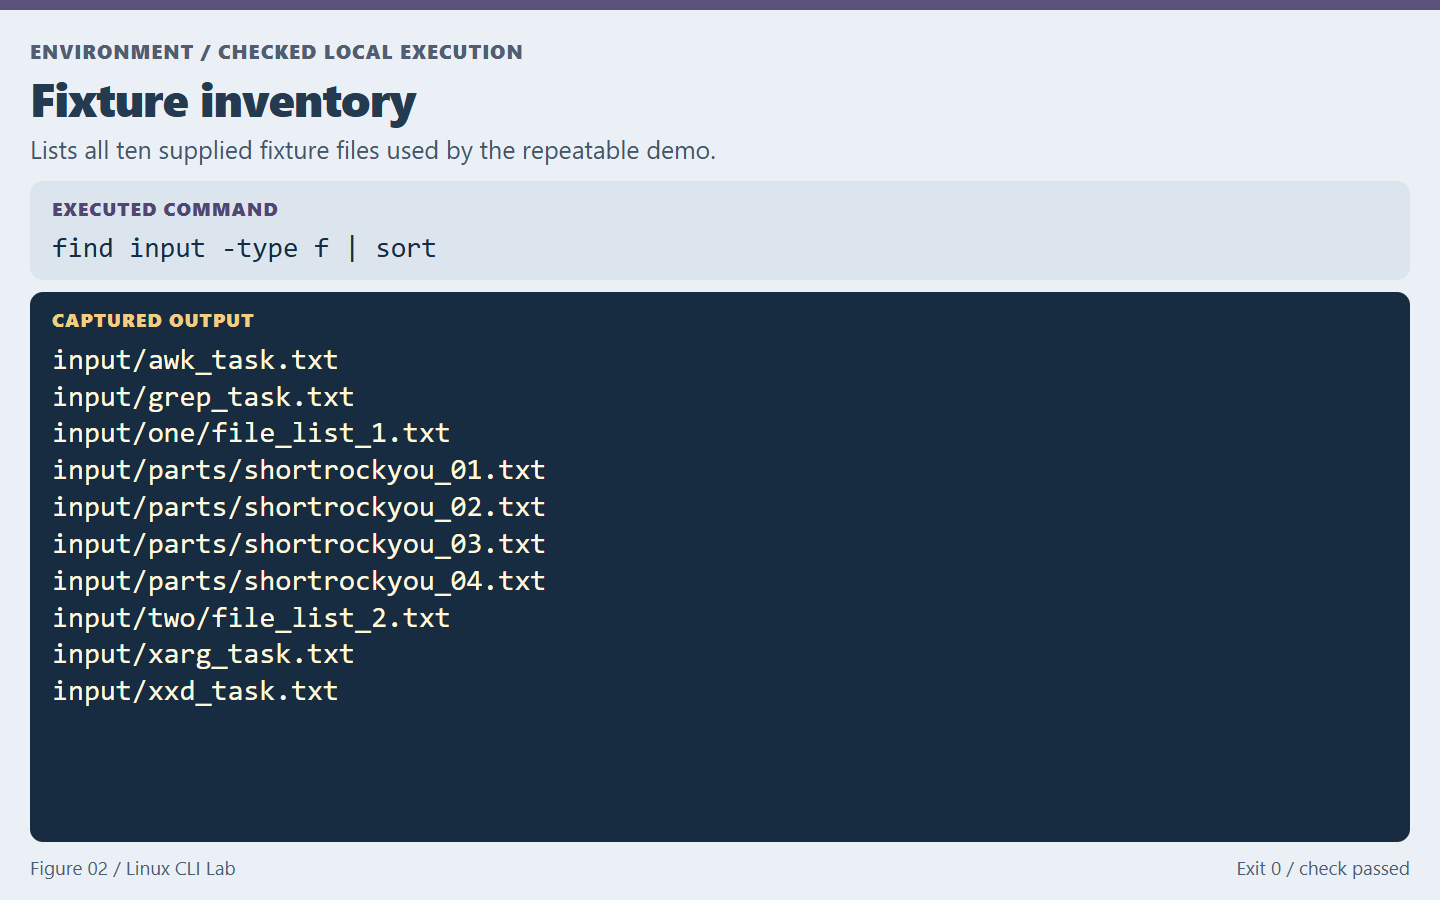 ENVIRONMENT / CHECKED LOCAL EXECUTION
Fixture inventory
Lists all ten supplied fixture files used by the repeatable demo.
EXECUTED COMMAND
find input -type f | sort
CAPTURED OUTPUT
input/awk_task.txt
input/grep_task.txt
input/one/file_list_1.txt
input/parts/shortrockyou_01.txt
input/parts/shortrockyou_02.txt
input/parts/shortrockyou_03.txt
input/parts/shortrockyou_04.txt
input/two/file_list_2.txt
input/xarg_task.txt
input/xxd_task.txt
Figure 02 / Linux CLI Lab
Exit 0 / check passed